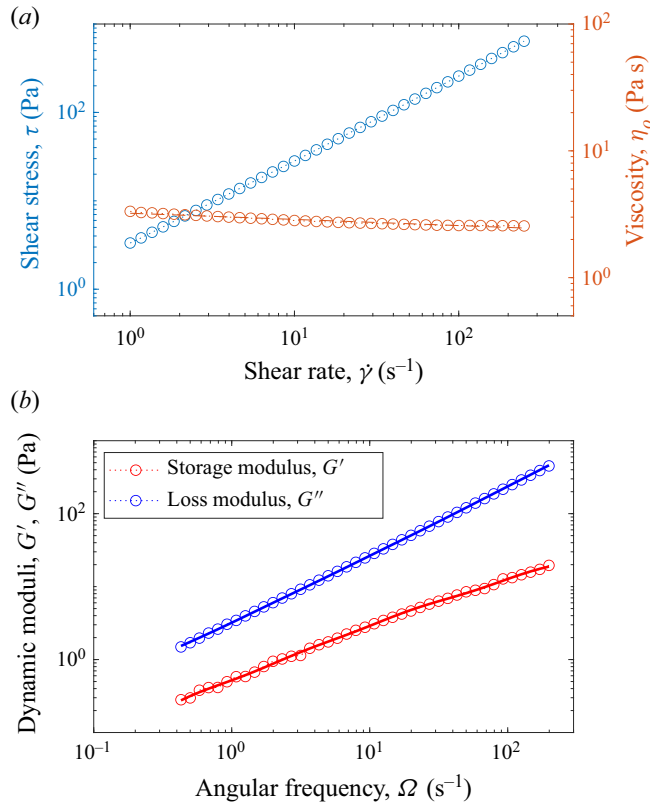 (a)
10²
10⁰
Shear stress, τ (Pa)
10²
10¹
10⁰
Viscosity, ηₒ (Pa s)
10⁰
10¹
10²
Shear rate, γ̇ (s⁻¹)
(b)
Storage modulus, G′
Loss modulus, G″
10²
10⁰
Dynamic moduli, G′, G″ (Pa)
10⁻¹
10⁰
10¹
10²
Angular frequency, Ω (s⁻¹)